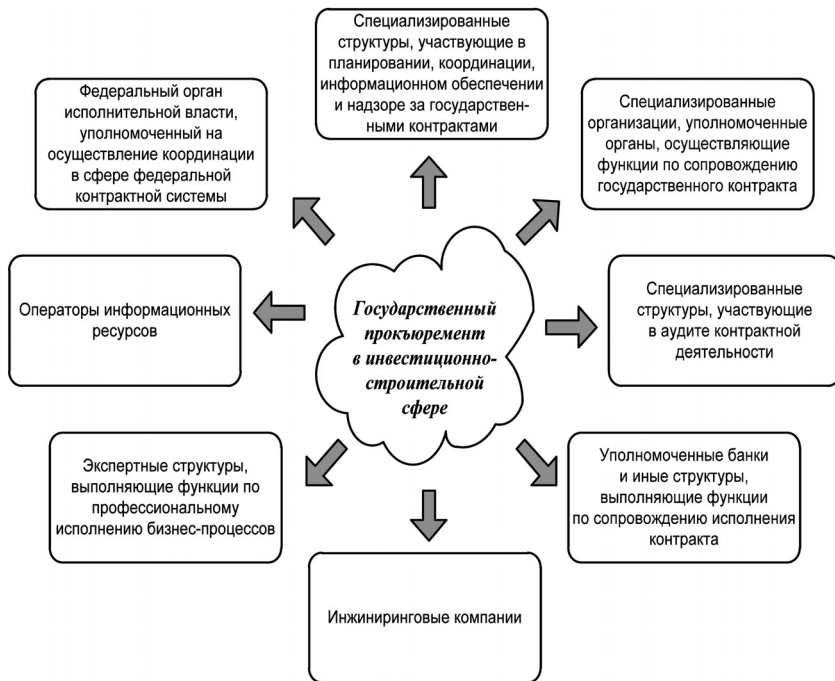 Специализированные
структуры, участвующие в
планировании, координации,
информационном обеспечении
и надзоре за государствен-
ными контрактами
Федеральный орган
исполнительной власти,
уполномоченный на
осуществление координации
в сфере федеральной
контрактной системы
Специализированные
организации, уполномоченные
органы, осуществляющие
функции по сопровождению
государственного контракта
Операторы информационных
ресурсов
Государственный
прокъюремент
в инвестиционно-
строительной
сфере
Специализированные
структуры, участвующие
в аудите контрактной
деятельности
Экспертные структуры,
выполняющие функции по
профессиональному
исполнению бизнес-процессов
Уполномоченные банки
и иные структуры,
выполняющие функции
по сопровождению исполнения
контракта
Инжиниринговые компании